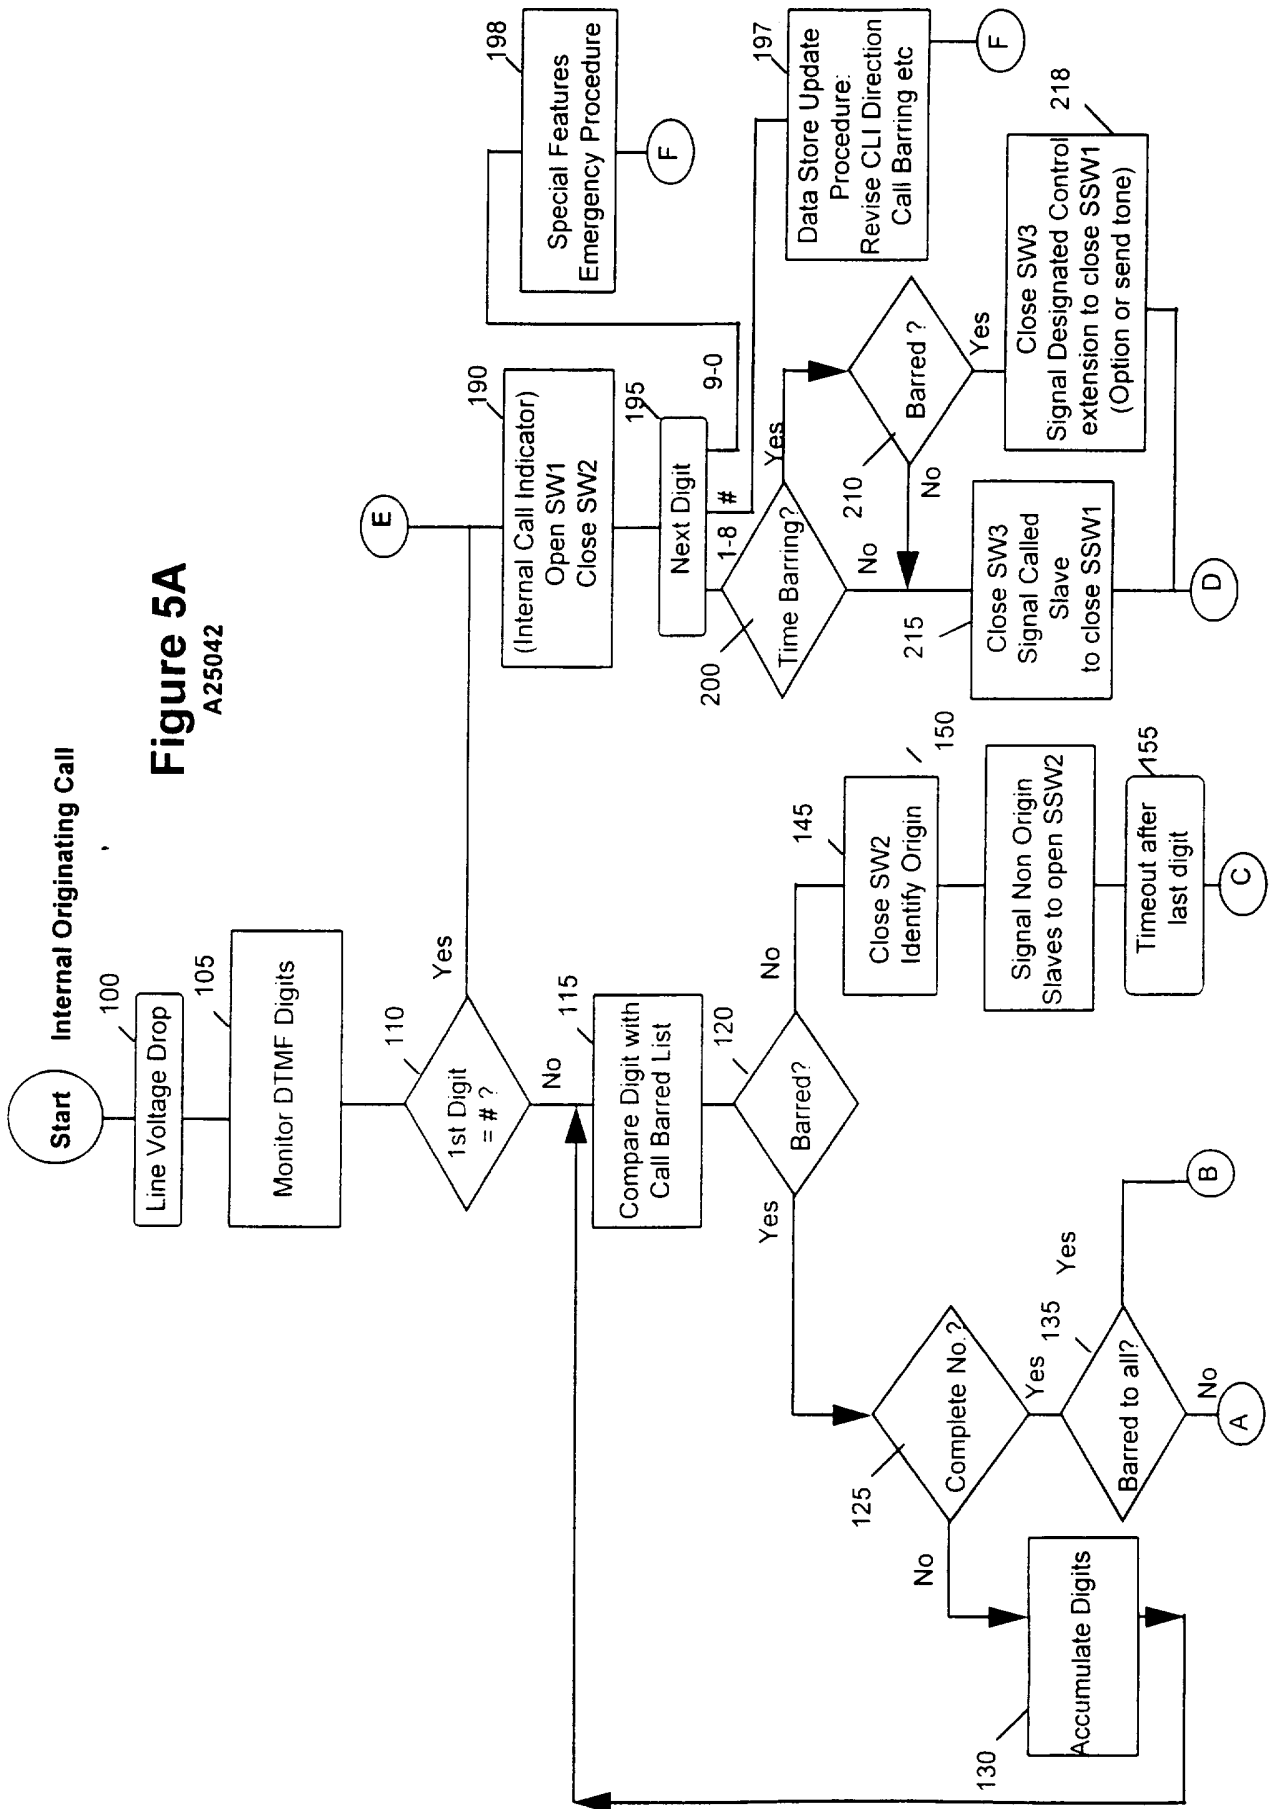 Figure 5A
A25042
Start
Internal Originating Call
100
Line Voltage Drop
105
Monitor DTMF Digits
110
1st Digit
= # ?
Yes
No
115
Compare Digit with
Call Barred List
120
Barred?
Yes
No
125
Complete No.?
No
Yes
130
Accumulate Digits
135
Barred to all?
Yes
No
A
B
145
Close SW2
Identify Origin
150
Signal Non Origin
Slaves to open SSW2
155
Timeout after
last digit
C
E
190
(Internal Call Indicator)
Open SW1
Close SW2
195
Next Digit
1-8
#
9-0
198
Special Features
Emergency Procedure
F
197
Data Store Update
Procedure:
Revise CLI Direction
Call Barring etc
F
200
Time Barring?
Yes
No
210
Barred ?
No
Yes
215
Close SW3
Signal Called
Slave
to close SSW1
218
Close SW3
Signal Designated Control
extension to close SSW1
(Option or send tone)
D